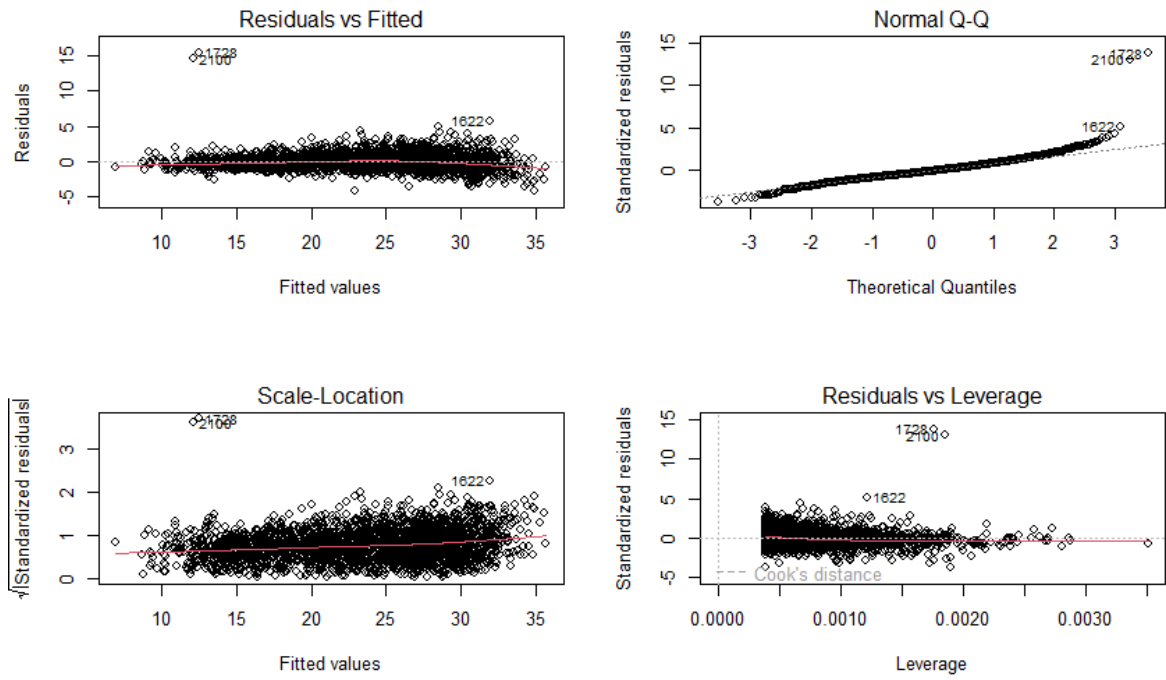 Residuals vs Fitted
Residuals
15
10
5
0
-5
1728
2100
1622
10 15 20 25 30 35
Fitted values
Normal Q-Q
Standardized residuals
15
10
5
0
1728
2100
1622
-3 -2 -1 0 1 2 3
Theoretical Quantiles
Scale-Location
√|Standardized residuals|
3
2
1
0
1728
2100
1622
10 15 20 25 30 35
Fitted values
Residuals vs Leverage
Standardized residuals
15
10
5
0
-5
1728
2100
1622
Cook's distance
0.0000 0.0010 0.0020 0.0030
Leverage